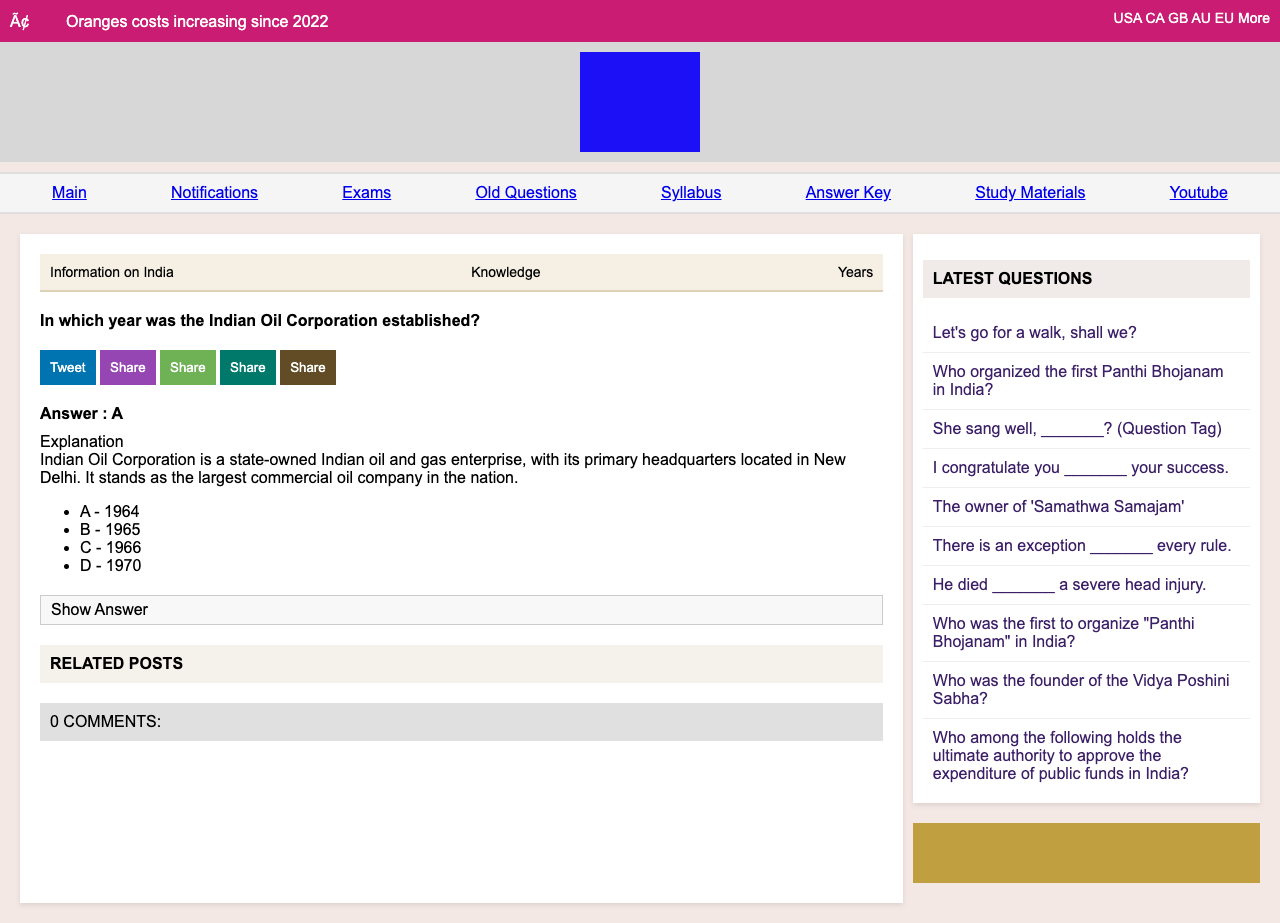 Ã¢ Oranges costs increasing since 2022
USA CA GB AU EU More
Main Notifications Exams Old Questions Syllabus Answer Key Study Materials Youtube
Information on India Knowledge Years
In which year was the Indian Oil Corporation established?
Tweet Share Share Share Share
Answer : A
Explanation
Indian Oil Corporation is a state-owned Indian oil and gas enterprise, with its primary headquarters located in New
Delhi. It stands as the largest commercial oil company in the nation.
• A - 1964
• B - 1965
• C - 1966
• D - 1970
Show Answer
RELATED POSTS
0 COMMENTS:
LATEST QUESTIONS
Let's go for a walk, shall we?
Who organized the first Panthi Bhojanam
in India?
She sang well, _______? (Question Tag)
I congratulate you _______ your success.
The owner of 'Samathwa Samajam'
There is an exception _______ every rule.
He died _______ a severe head injury.
Who was the first to organize "Panthi
Bhojanam" in India?
Who was the founder of the Vidya Poshini
Sabha?
Who among the following holds the
ultimate authority to approve the
expenditure of public funds in India?